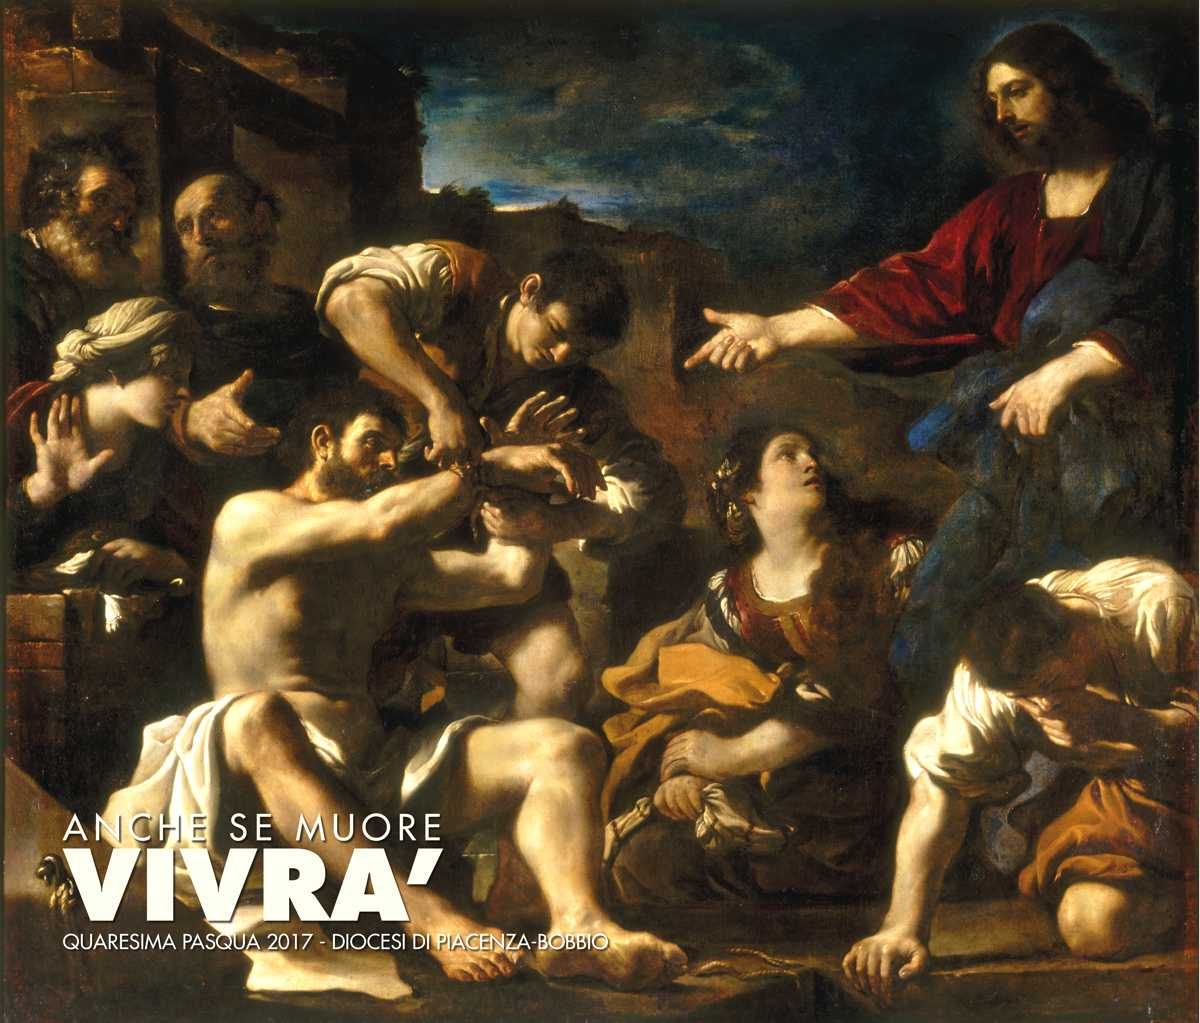 ANCHE SE MUORE
VIVRA'
QUARESIMA PASQUA 2017 - DIOCESI DI PIACENZA-BOBBIO